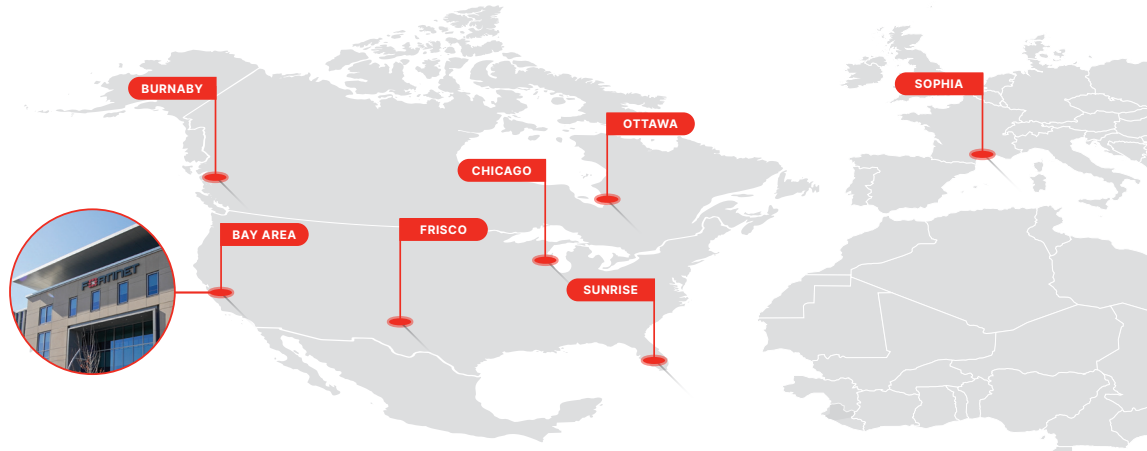 BURNABY
SOPHIA
OTTAWA
CHICAGO
BAY AREA
FRISCO
SUNRISE
FORTINET